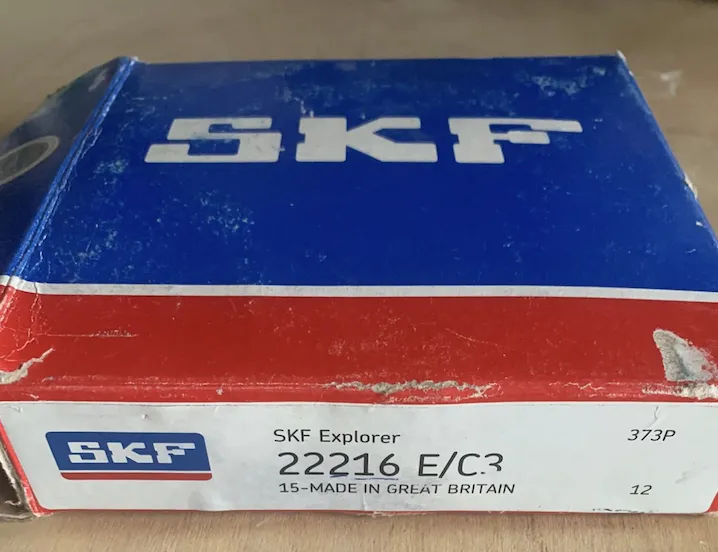 SKF
SKF
SKF Explorer 373P
22216 E/C3
15-MADE IN GREAT BRITAIN 12